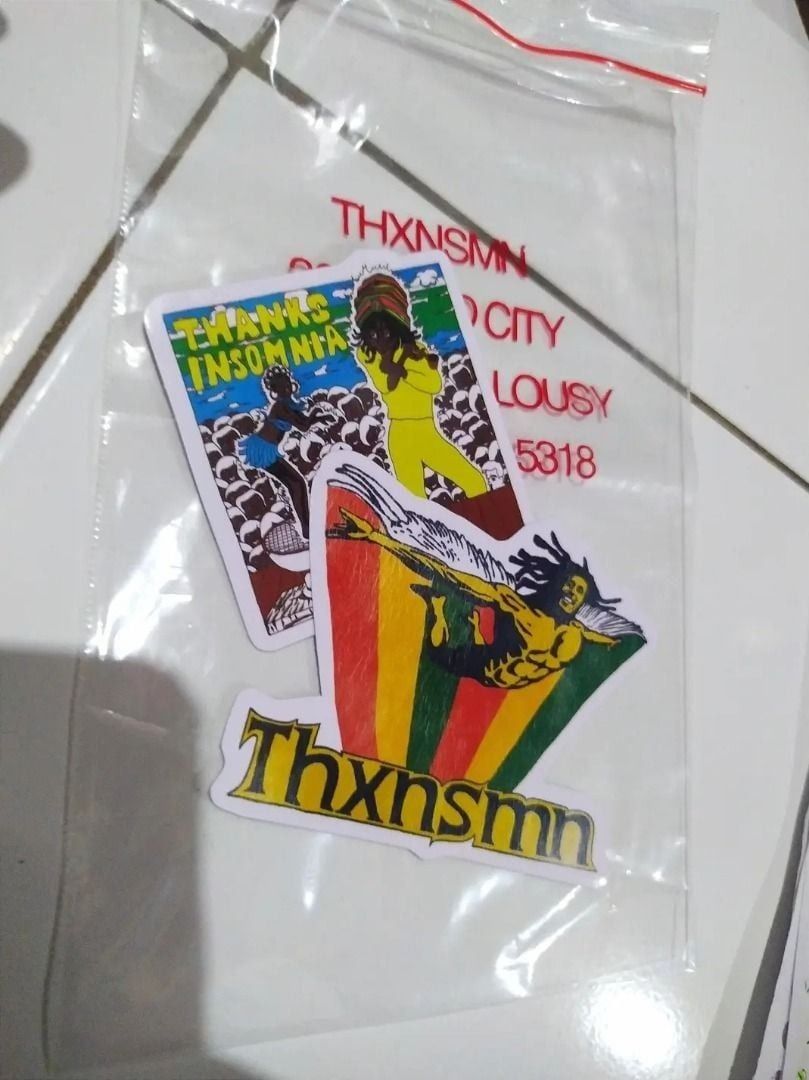 THXNSMN
CITY
LOUSY
5318
THANKS
INSOMNIA
Thxnsmn